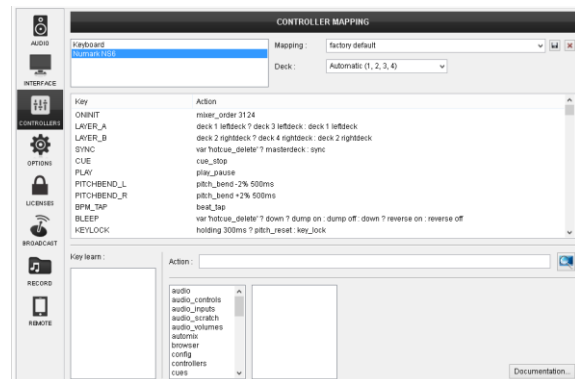 CONTROLLER MAPPING
AUDIO
INTERFACE
CONTROLLERS
OPTIONS
LICENSES
BROADCAST
RECORD
REMOTE
Keyboard
Numark NS6
Mapping : factory default
Deck : Automatic (1, 2, 3, 4)
Key Action
ONINIT mixer_order 3124
LAYER_A deck 1 leftdeck ? deck 3 leftdeck : deck 1 leftdeck
LAYER_B deck 2 rightdeck ? deck 4 rightdeck : deck 2 rightdeck
SYNC var 'hotcue_delete' ? masterdeck : sync
CUE cue_stop
PLAY play_pause
PITCHBEND_L pitch_bend -2% 500ms
PITCHBEND_R pitch_bend +2% 500ms
BPM_TAP beat_tap
BLEEP var 'hotcue_delete' ? down ? dump on : dump off : down ? reverse on : reverse off
KEYLOCK holding 300ms ? pitch_reset : key_lock
Key learn :
Action :
audio
audio_controls
audio_inputs
audio_scratch
audio_volumes
automix
browser
config
controllers
cues
Documentation...